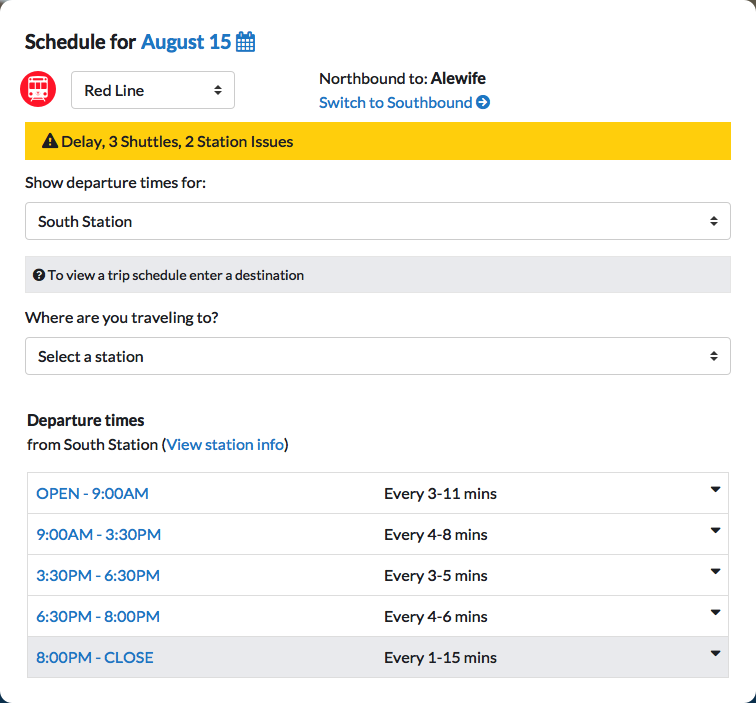 Schedule for August 15
Red Line
Northbound to: Alewife
Switch to Southbound
Delay, 3 Shuttles, 2 Station Issues
Show departure times for:
South Station
To view a trip schedule enter a destination
Where are you traveling to?
Select a station
Departure times
from South Station (View station info)
OPEN - 9:00AM Every 3-11 mins
9:00AM - 3:30PM Every 4-8 mins
3:30PM - 6:30PM Every 3-5 mins
6:30PM - 8:00PM Every 4-6 mins
8:00PM - CLOSE Every 1-15 mins